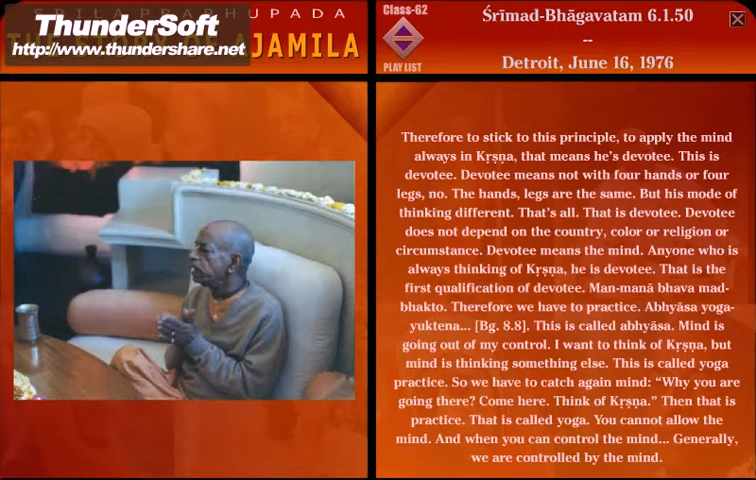 SRILA PRABHUPADA
ThunderSoft
http://www.thundershare.net
THE STORY OF AJAMILA
Class-62
PLAY LIST
Śrīmad-Bhāgavatam 6.1.50
--
Detroit, June 16, 1976
Therefore to stick to this principle, to apply the mind
always in Kṛṣṇa, that means he's devotee. This is
devotee. Devotee means not with four hands or four
legs, no. The hands, legs are the same. But his mode of
thinking different. That's all. That is devotee. Devotee
does not depend on the country, color or religion or
circumstance. Devotee means the mind. Anyone who is
always thinking of Kṛṣṇa, he is devotee. That is the
first qualification of devotee. Man-manā bhava mad-
bhakto. Therefore we have to practice. Abhyāsa yoga-
yuktena... [Bg. 8.8]. This is called abhyāsa. Mind is
going out of my control. I want to think of Kṛṣṇa, but
mind is thinking something else. This is called yoga
practice. So we have to catch again mind: “Why you are
going there? Come here. Think of Kṛṣṇa.” Then that is
practice. That is called yoga. You cannot allow the
mind. And when you can control the mind... Generally,
we are controlled by the mind.